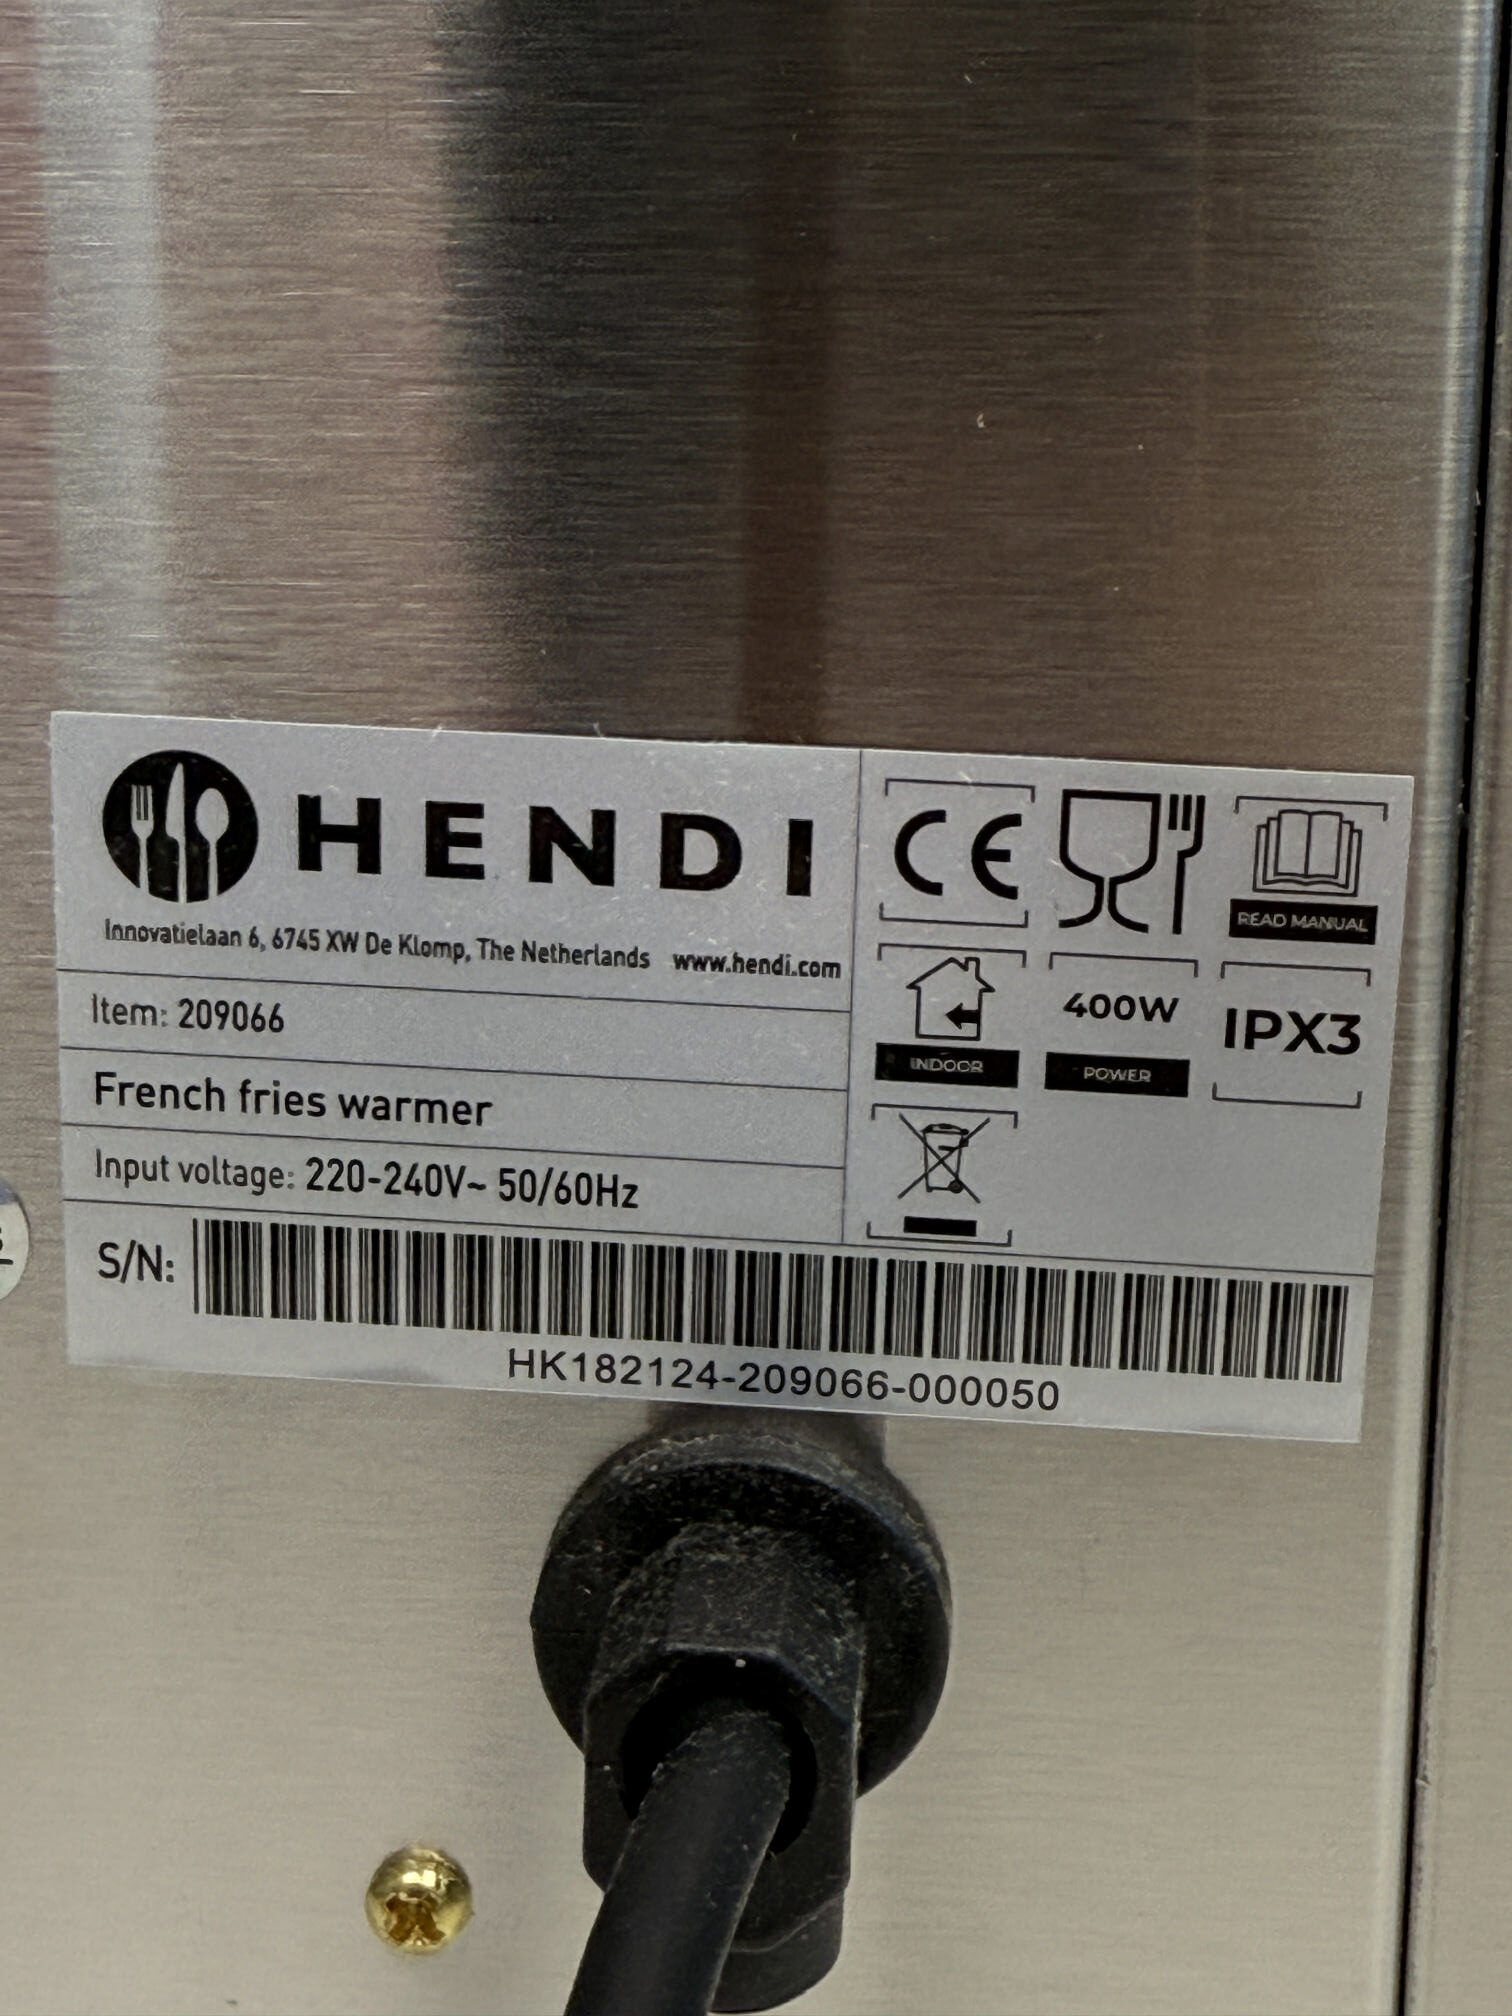 HENDI
Innovatielaan 6, 6745 XW De Klomp, The Netherlands www.hendi.com
Item: 209066
French fries warmer
Input voltage: 220-240V~ 50/60Hz
S/N:
HK182124-209066-000050
CE
READ MANUAL
INDOOR
400W
POWER
IPX3